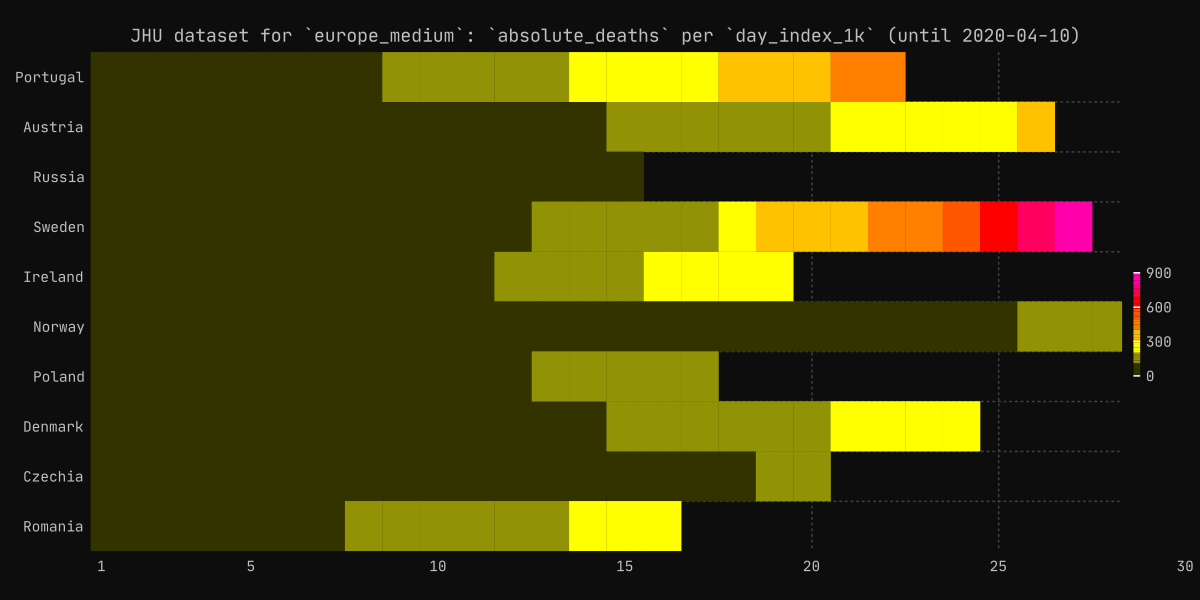 JHU dataset for `europe_medium`: `absolute_deaths` per `day_index_1k` (until 2020-04-10)
Portugal
Austria
Russia
Sweden
Ireland
Norway
Poland
Denmark
Czechia
Romania
900
600
300
0
1 5 10 15 20 25 30